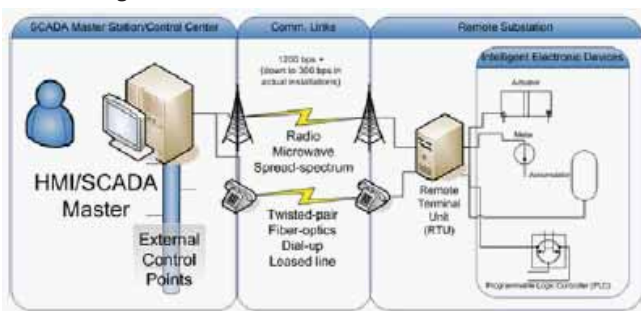 SCADA Master Station/Control Center
Comm. Links
Remote Substation
1200 bps +
(down to 300 bps in
actual installations)
Intelligent Electronic Devices
Actuator
Meter
Accumulator
Radio
Microwave
Spread-spectrum
HMI/SCADA
Master
Remote
Terminal
Unit
(RTU)
External
Control
Points
Twisted-pair
Fiber-optics
Dial-up
Leased line
Programmable Logic Controller (PLC)